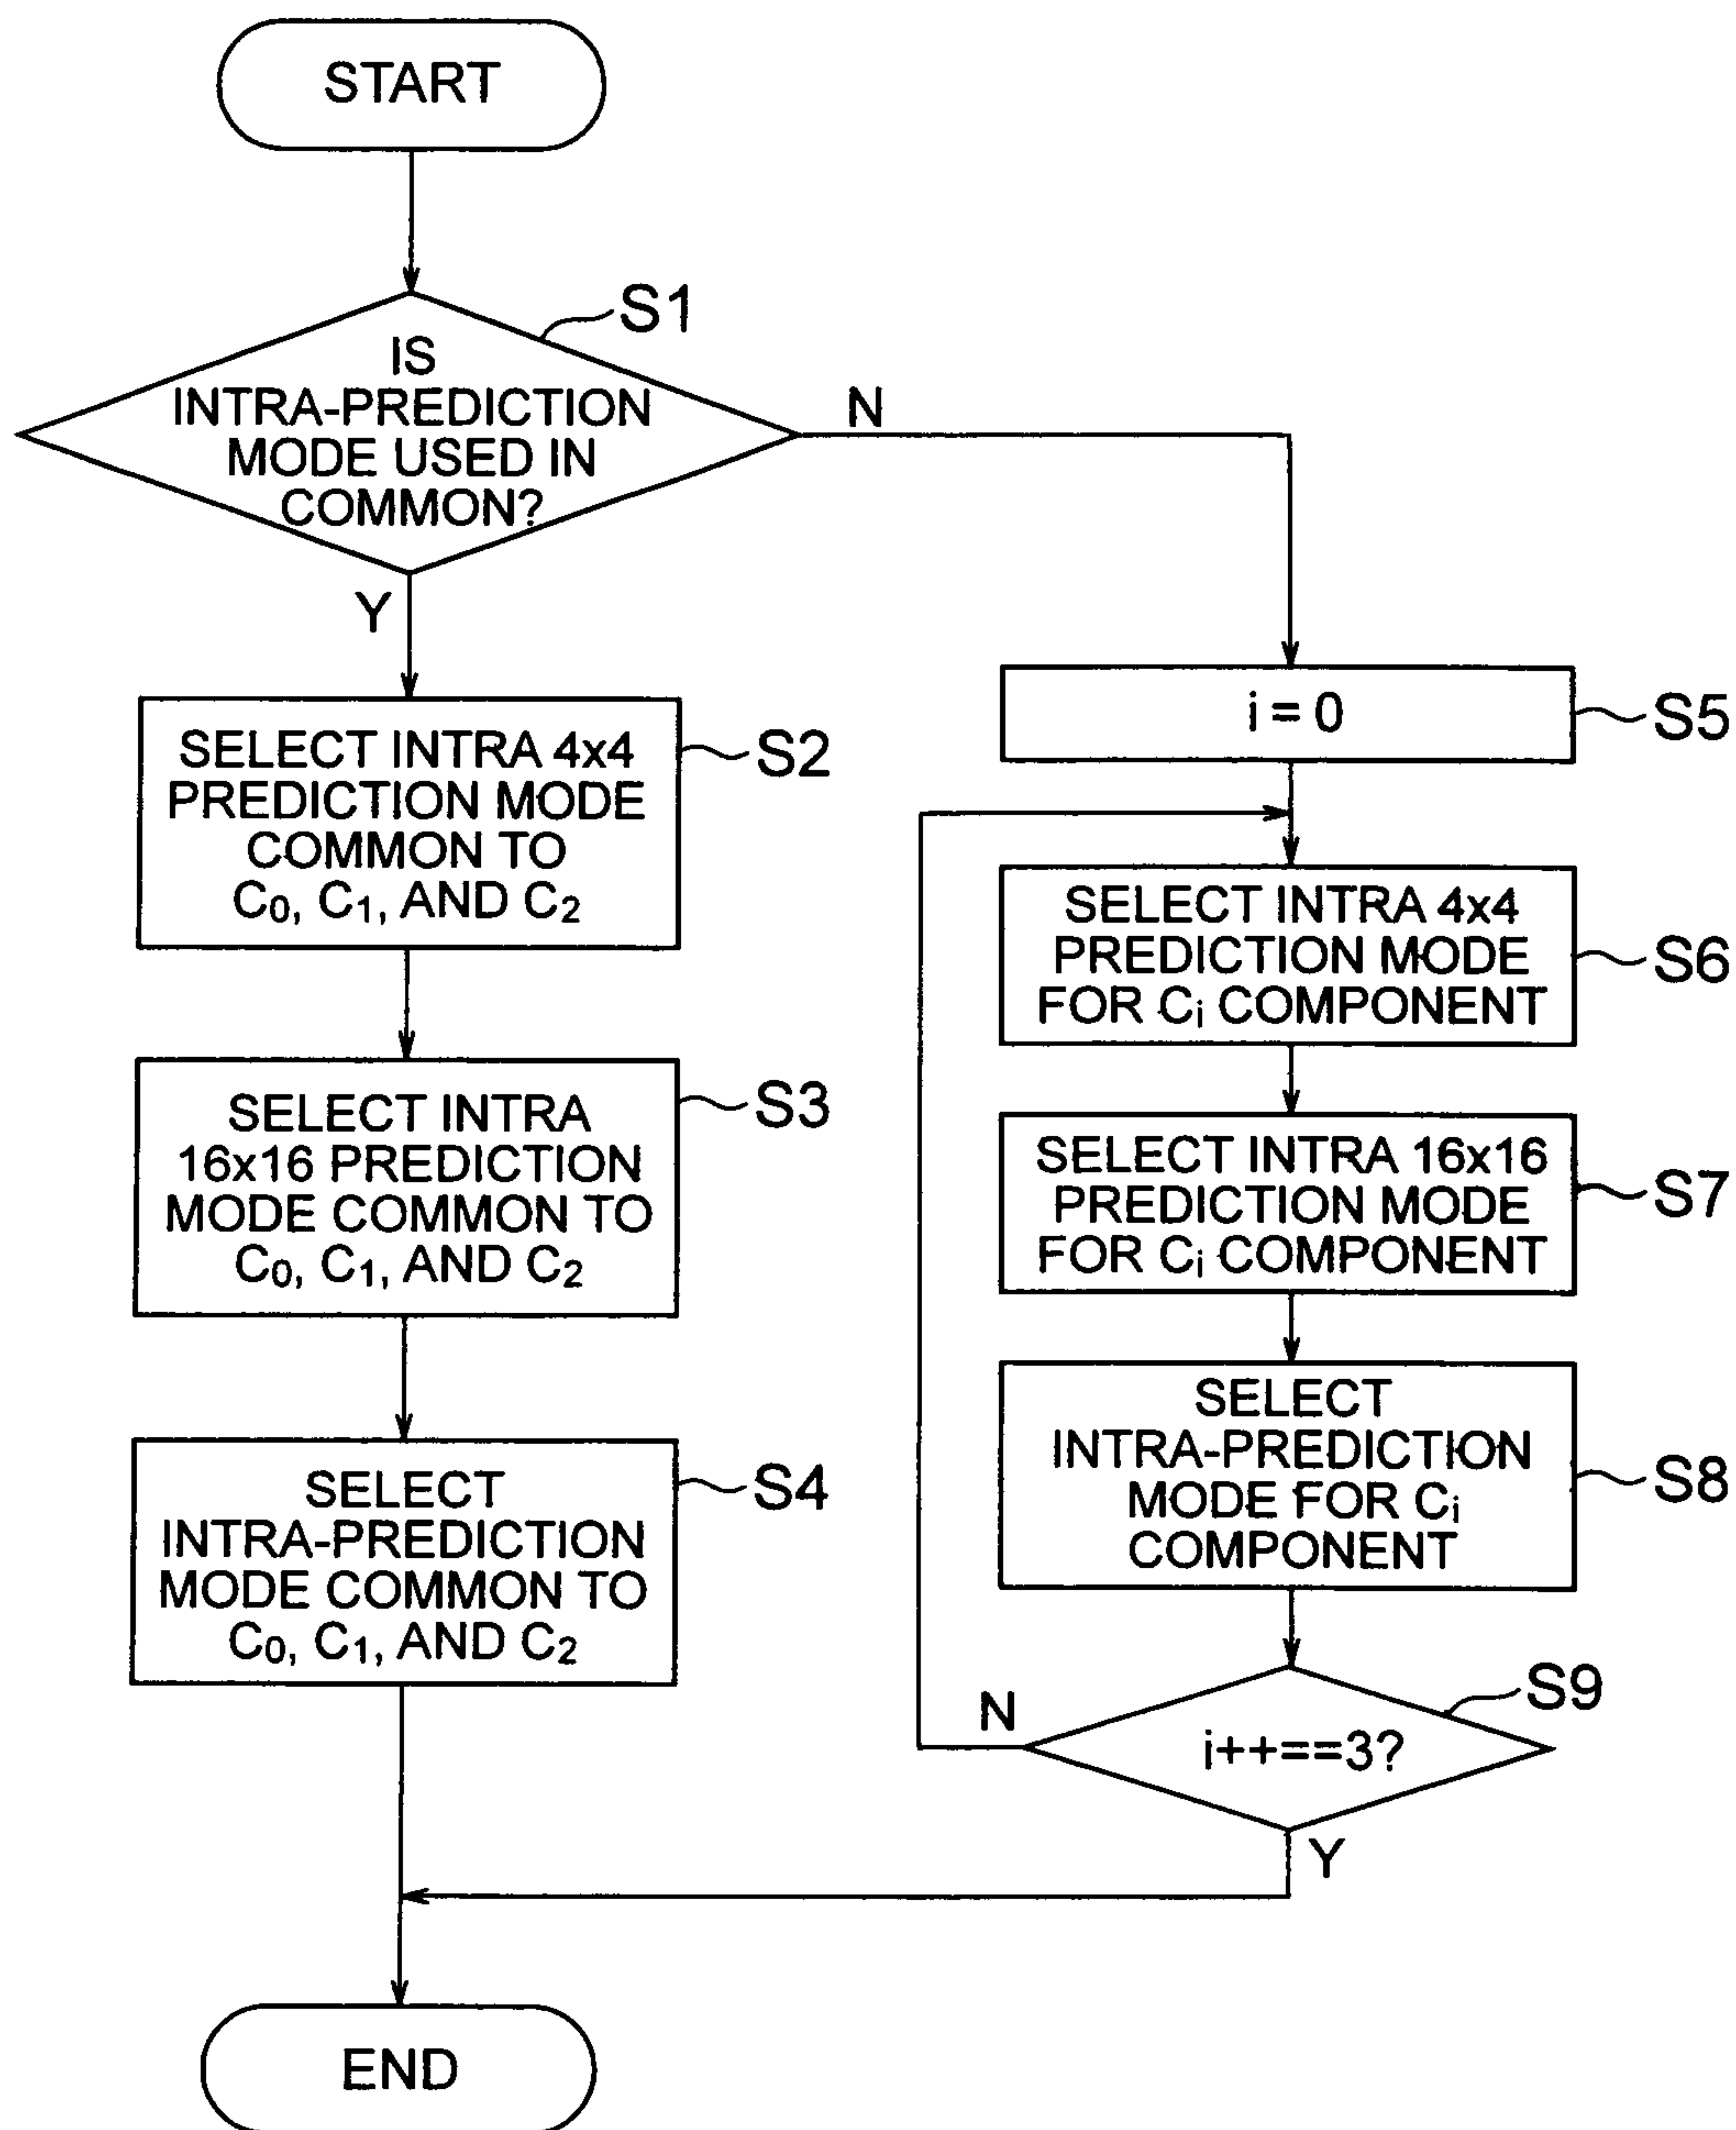 START
S1
IS
INTRA-PREDICTION
MODE USED IN
COMMON?
N
Y
SELECT INTRA 4x4
PREDICTION MODE
COMMON TO
C₀, C₁, AND C₂
S2
SELECT INTRA
16x16 PREDICTION
MODE COMMON TO
C₀, C₁, AND C₂
S3
SELECT
INTRA-PREDICTION
MODE COMMON TO
C₀, C₁, AND C₂
S4
i = 0
S5
SELECT INTRA 4x4
PREDICTION MODE
FOR Cᵢ COMPONENT
S6
SELECT INTRA 16x16
PREDICTION MODE
FOR Cᵢ COMPONENT
S7
SELECT
INTRA-PREDICTION
MODE FOR Cᵢ
COMPONENT
S8
S9
N
i++==3?
Y
END